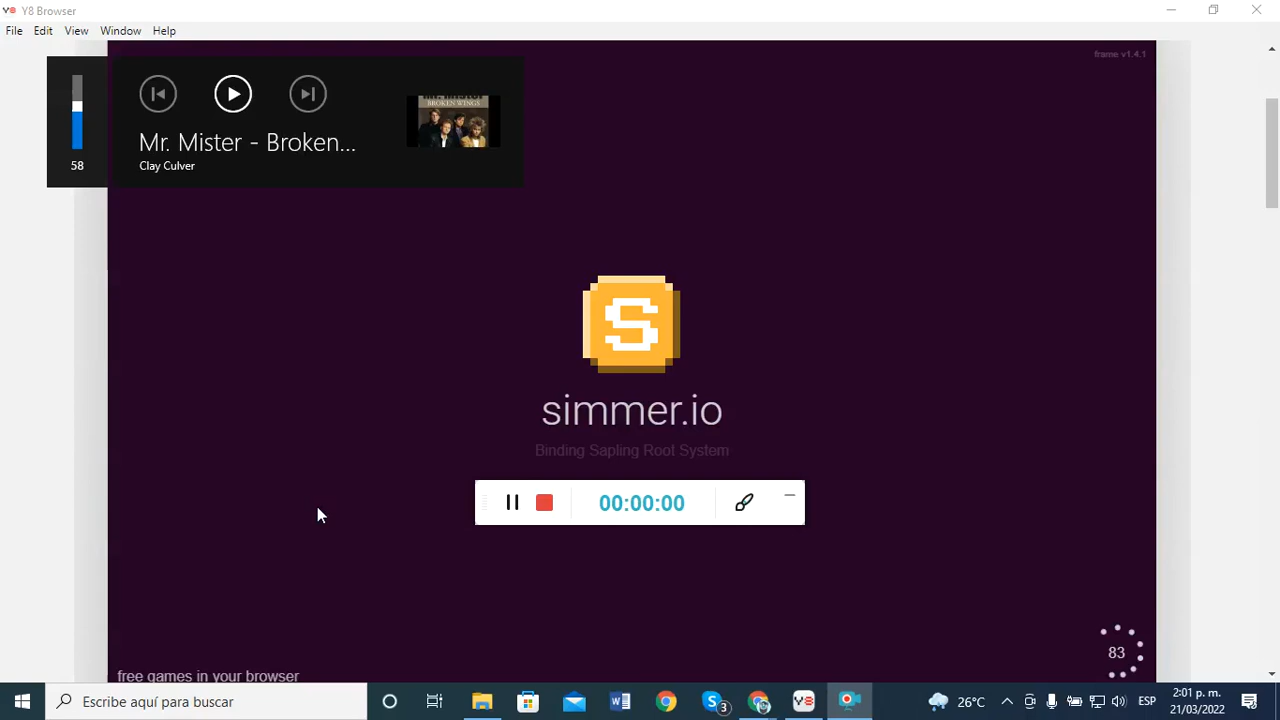 Y8 Browser
File Edit View Window Help
frame v1.4.1
Mr. Mister - Broken...
Clay Culver
58
BROKEN WINGS
S
simmer.io
Binding Sapling Root System
00:00:00
83
free games in your browser
Escribe aquí para buscar
3
26°C
ESP
2:01 p. m.
21/03/2022